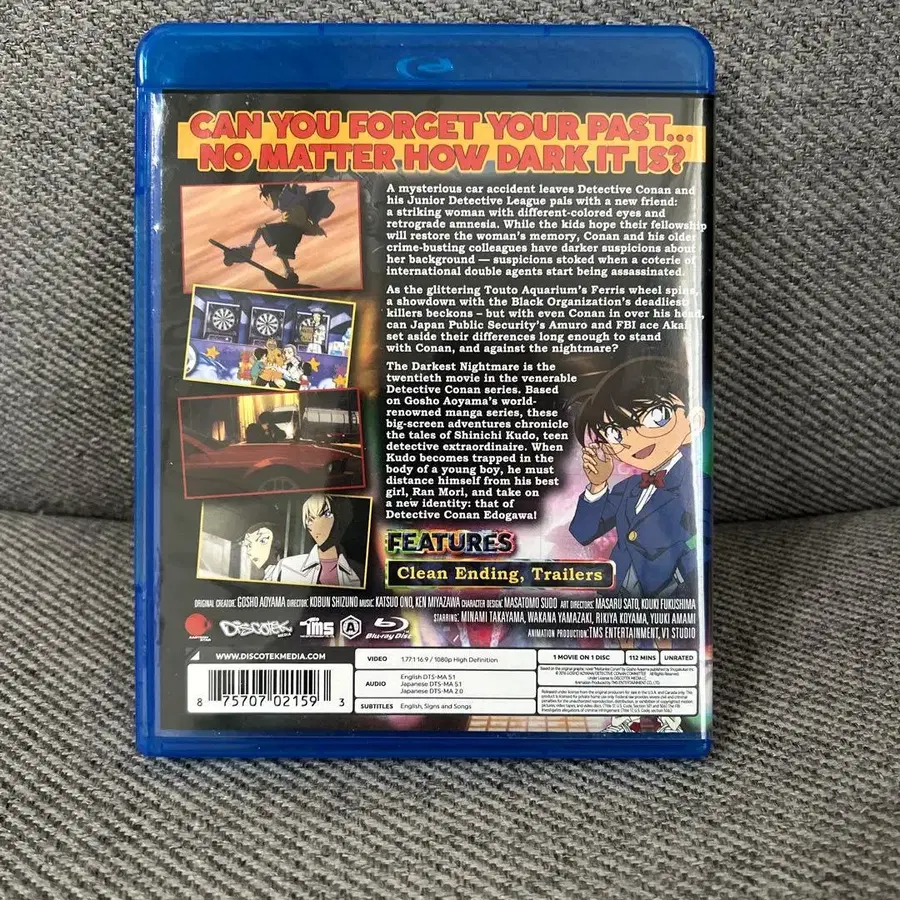 CAN YOU FORGET YOUR PAST...
NO MATTER HOW DARK IT IS?
A mysterious car accident leaves Detective Conan and
his Junior Detective League pals with a new friend:
a striking woman with different-colored eyes and
retrograde amnesia. While the kids hope their fellowship
will restore the woman's memory, Conan and his older
crime-busting colleagues have darker suspicions about
her background — suspicions stoked when a coterie of
international double agents start being assassinated.
As the glittering Touto Aquarium's Ferris wheel spins,
a showdown with the Black Organization's deadliest
killers beckons – but with even Conan in over his head,
can Japan Public Security's Amuro and FBI ace Akai
set aside their differences long enough to stand
with Conan, and against the nightmare?
The Darkest Nightmare is the
twentieth movie in the venerable
Detective Conan series. Based
on Gosho Aoyama's world-
renowned manga series, these
big-screen adventures chronicle
the tales of Shinichi Kudo, teen
detective extraordinaire. When
Kudo becomes trapped in the
body of a young boy, he must
distance himself from his best
girl, Ran Mori, and take on
a new identity: that of
Detective Conan Edogawa!
FEATURES
Clean Ending, Trailers
ORIGINAL CREATOR: GOSHO AOYAMA DIRECTOR: KOBUN SHIZUNO MUSIC: KATSUO ONO, KEN MIYAZAWA CHARACTER DESIGN: MASATOMO SUDO ART DIRECTORS: MASARU SATO, KOUKI FUKUSHIMA
STARRING: MINAMI TAKAYAMA, WAKANA YAMAZAKI, RIKIYA KOYAMA, YUUKI AMAMI
ANIMATION PRODUCTION: TMS ENTERTAINMENT, V1 STUDIO
EASTERN STAR
DISCOTEK MEDIA
TMS
A
Blu-ray Disc
WWW.DISCOTEKMEDIA.COM
8 75707 02159 3
VIDEO 1.77:1 16:9 / 1080p High Definition
AUDIO English DTS-MA 5.1
Japanese DTS-MA 5.1
Japanese DTS-MA 2.0
SUBTITLES English, Signs and Songs
1 MOVIE ON 1 DISC 112 MINS UNRATED